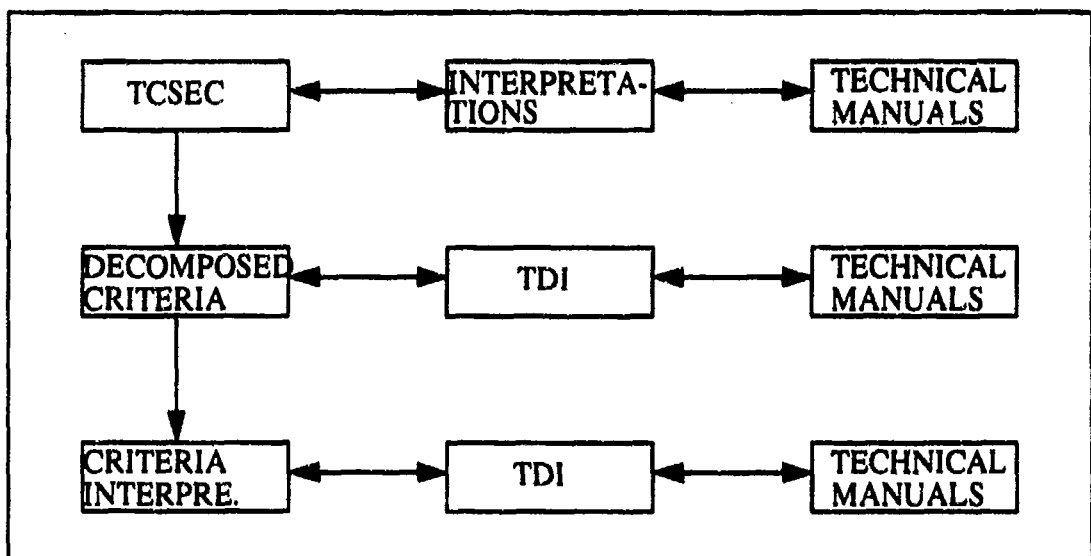 TCSEC
INTERPRETA-
TIONS
TECHNICAL
MANUALS
DECOMPOSED
CRITERIA
TDI
TECHNICAL
MANUALS
CRITERIA
INTERPRE.
TDI
TECHNICAL
MANUALS